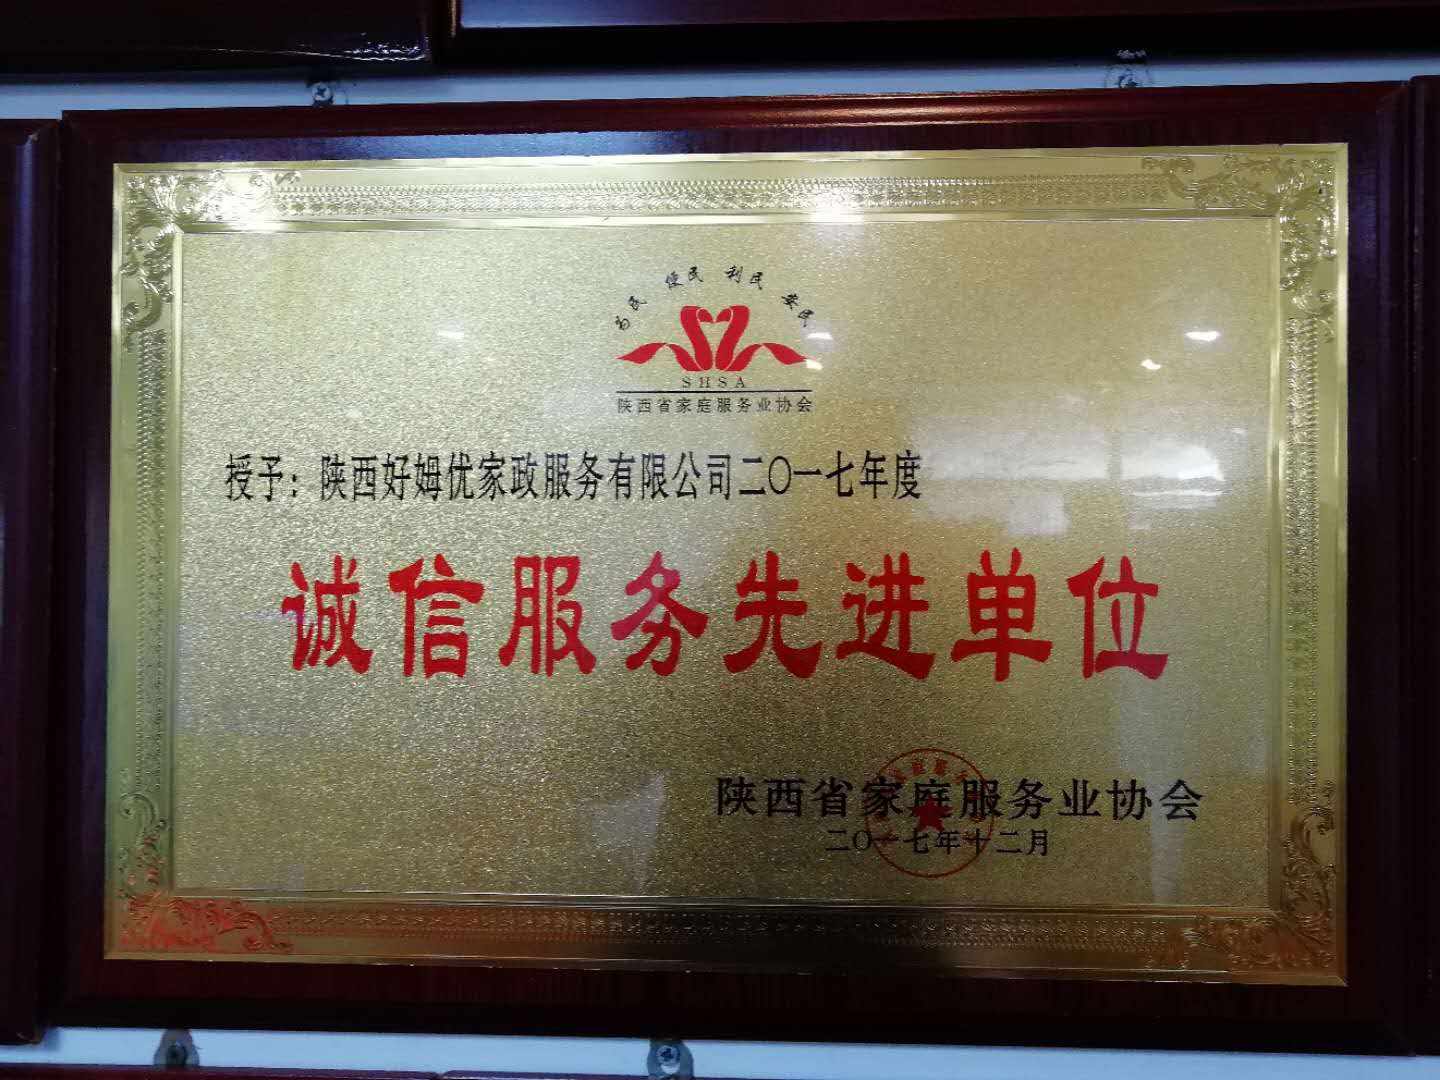 为民 便民 利民 安民
SHSA
陕西省家庭服务业协会
授予：陕西好姆优家政服务有限公司二〇一七年度
诚信服务先进单位
陕西省家庭服务业协会
二〇一七年十二月